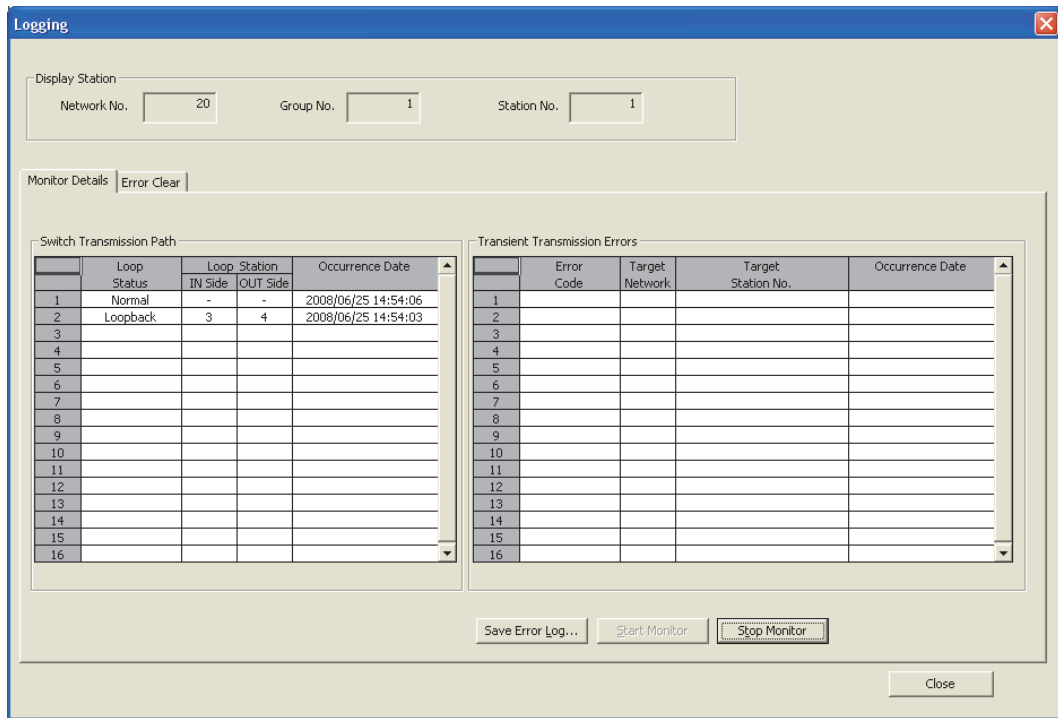 Logging
Display Station
Network No. 20 Group No. 1 Station No. 1
Monitor Details Error Clear
Switch Transmission Path
Loop Status Loop Station IN Side OUT Side Occurrence Date
1 Normal - - 2008/06/25 14:54:06
2 Loopback 3 4 2008/06/25 14:54:03
3
4
5
6
7
8
9
10
11
12
13
14
15
16
Transient Transmission Errors
Error Code Target Network Target Station No. Occurrence Date
1
2
3
4
5
6
7
8
9
10
11
12
13
14
15
16
Save Error Log... Start Monitor Stop Monitor
Close